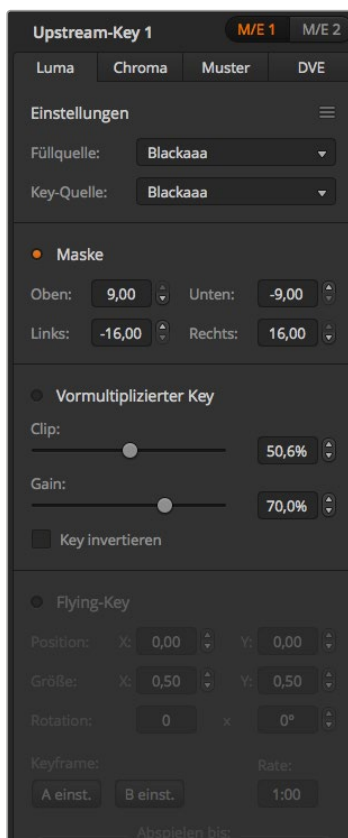 Upstream-Key 1 M/E 1 M/E 2
Luma Chroma Muster DVE
Einstellungen
Füllquelle: Blackaaa
Key-Quelle: Blackaaa
Maske
Oben: 9,00 Unten: -9,00
Links: -16,00 Rechts: 16,00
Vormultiplizierter Key
Clip:
50,6%
Gain:
70,0%
Key invertieren
Flying-Key
Position: X: 0,00 Y: 0,00
Größe: X: 0,50 Y: 0,50
Rotation: 0 x 0°
Keyframe: Rate:
A einst. B einst. 1:00
Abspielen bis: